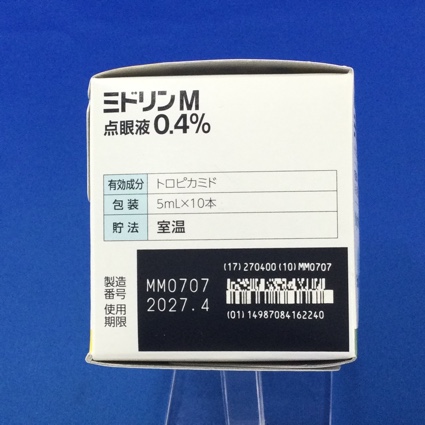 ミドリンM
点眼液0.4%
有効成分 トロピカミド
包装 5mL×10本
貯法 室温
製造番号 MM0707
使用期限 2027.4
(17)270400(10)MM0707
(01)14987084162240